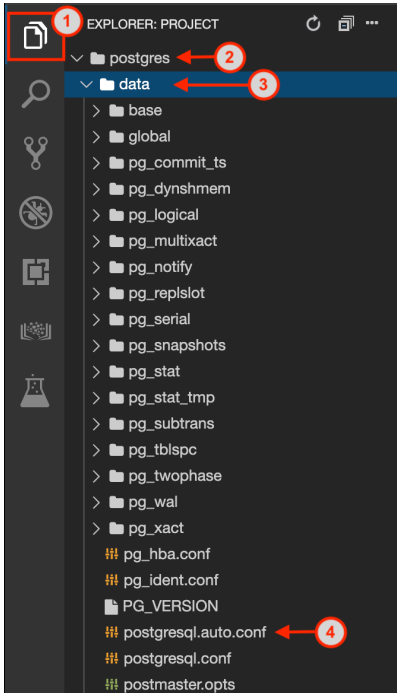 1 EXPLORER: PROJECT
postgres 2
data 3
base
global
pg_commit_ts
pg_dynshmem
pg_logical
pg_multixact
pg_notify
pg_replslot
pg_serial
pg_snapshots
pg_stat
pg_stat_tmp
pg_subtrans
pg_tblspc
pg_twophase
pg_wal
pg_xact
pg_hba.conf
pg_ident.conf
PG_VERSION
postgresql.auto.conf 4
postgresql.conf
postmaster.opts